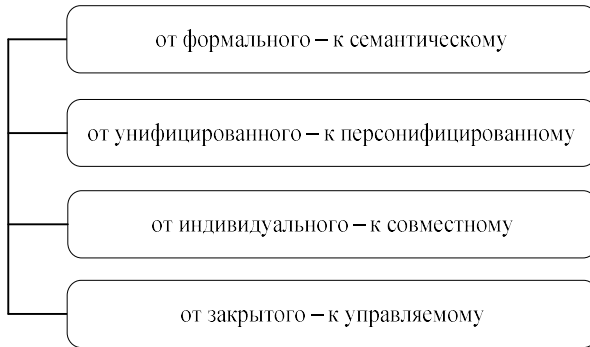 от формального – к семантическому
от унифицированного – к персонифицированному
от индивидуального – к совместному
от закрытого – к управляемому